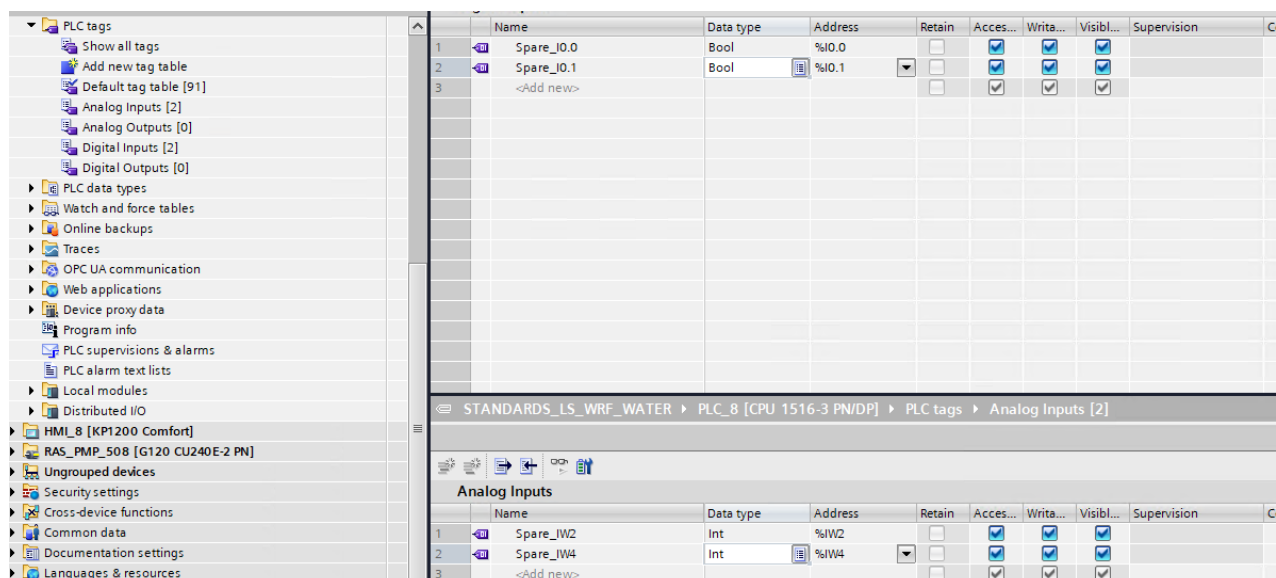 PLC tags
Show all tags
Add new tag table
Default tag table [91]
Analog Inputs [2]
Analog Outputs [0]
Digital Inputs [2]
Digital Outputs [0]
PLC data types
Watch and force tables
Online backups
Traces
OPC UA communication
Web applications
Device proxy data
Program info
PLC supervisions & alarms
PLC alarm text lists
Local modules
Distributed I/O
HMI_8 [KP1200 Comfort]
RAS_PMP_508 [G120 CU240E-2 PN]
Ungrouped devices
Security settings
Cross-device functions
Common data
Documentation settings
Languages & resources
Name Data type Address Retain Acces... Writa... Visibl... Supervision C
1 Spare_I0.0 Bool %I0.0
2 Spare_I0.1 Bool %I0.1
3 <Add new>
STANDARDS_LS_WRF_WATER PLC_8 [CPU 1516-3 PN/DP] PLC tags Analog Inputs [2]
Analog Inputs
Name Data type Address Retain Acces... Writa... Visibl... Supervision C
1 Spare_IW2 Int %IW2
2 Spare_IW4 Int %IW4
3 <Add new>